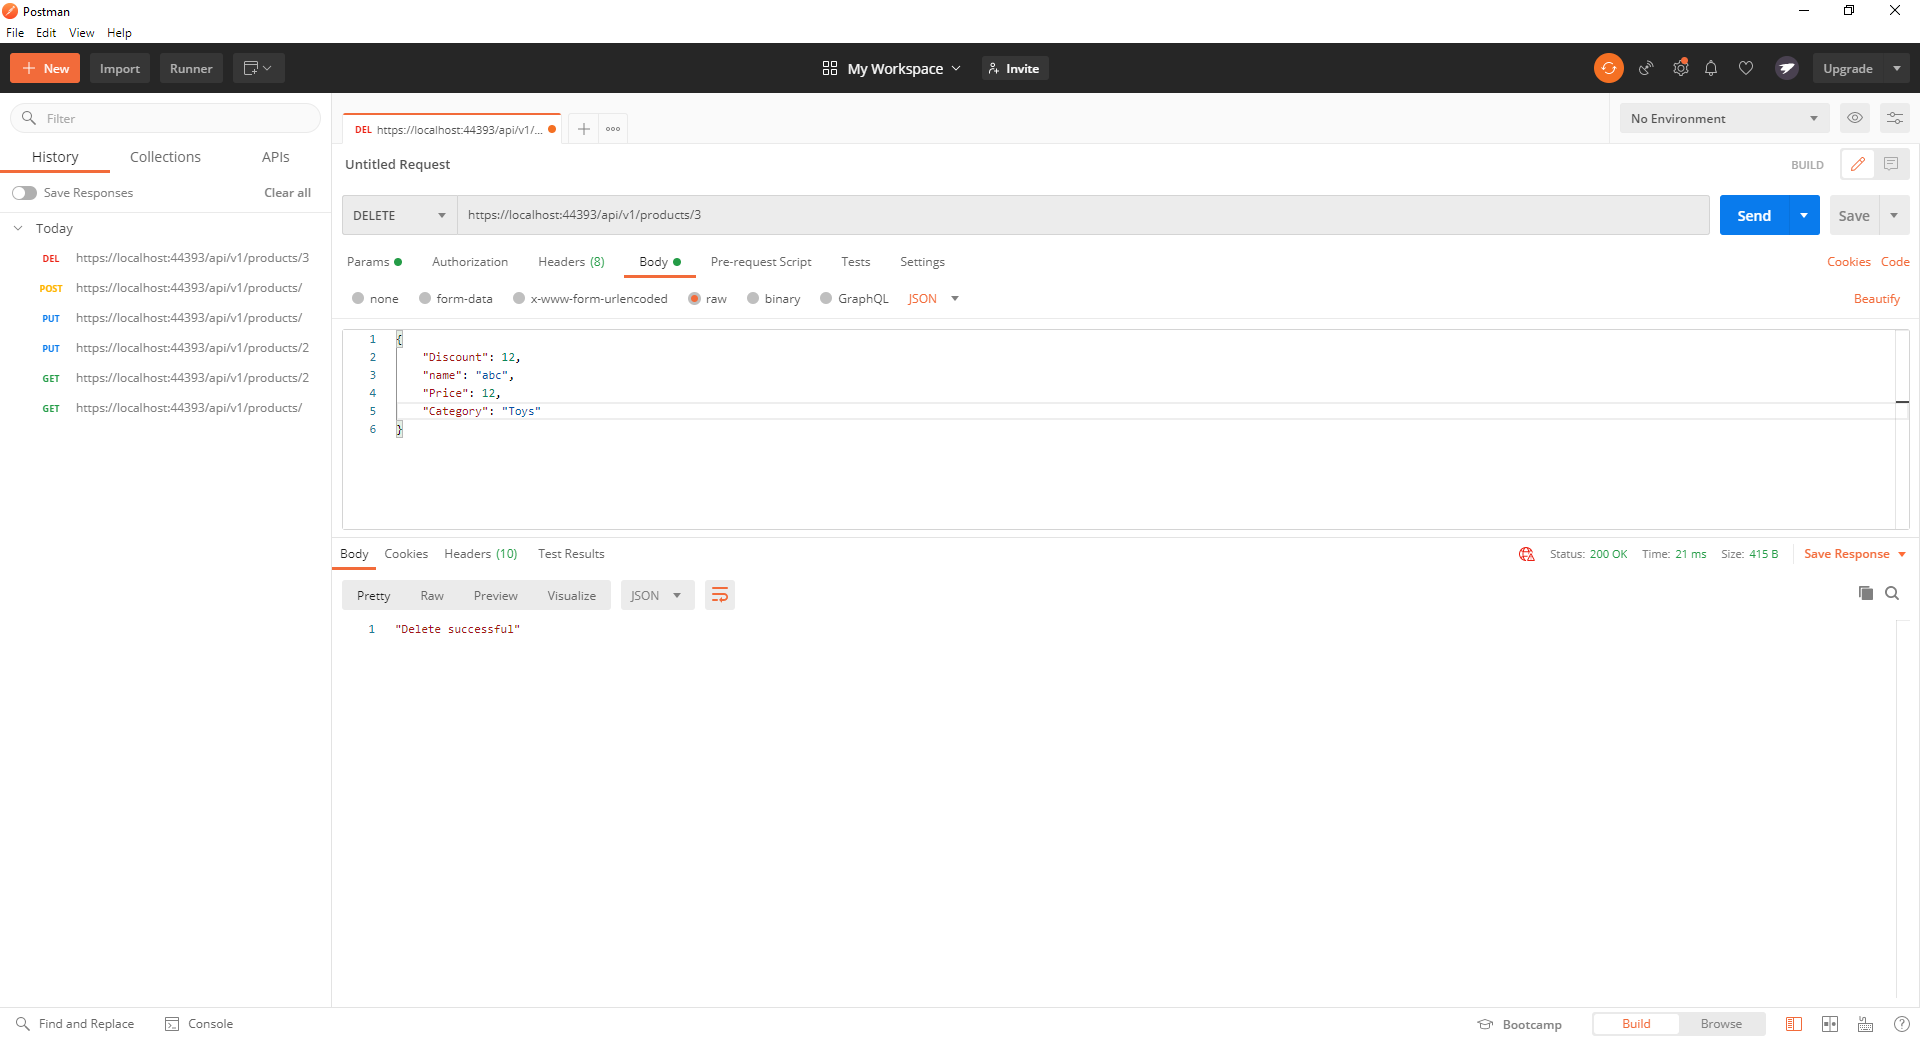 Postman
File Edit View Help
New Import Runner My Workspace Invite Upgrade
Filter
History Collections APIs
Save Responses Clear all
Today
DEL https://localhost:44393/api/v1/products/3
POST https://localhost:44393/api/v1/products/
PUT https://localhost:44393/api/v1/products/
PUT https://localhost:44393/api/v1/products/2
GET https://localhost:44393/api/v1/products/2
GET https://localhost:44393/api/v1/products/
DEL https://localhost:44393/api/v1/...
No Environment
Untitled Request BUILD
DELETE https://localhost:44393/api/v1/products/3 Send Save
Params Authorization Headers (8) Body Pre-request Script Tests Settings Cookies Code
none form-data x-www-form-urlencoded raw binary GraphQL JSON Beautify
1 {
2 "Discount": 12,
3 "name": "abc",
4 "Price": 12,
5 "Category": "Toys"
6 }
Body Cookies Headers (10) Test Results Status: 200 OK Time: 21 ms Size: 415 B Save Response
Pretty Raw Preview Visualize JSON
1 "Delete successful"
Find and Replace Console Bootcamp Build Browse